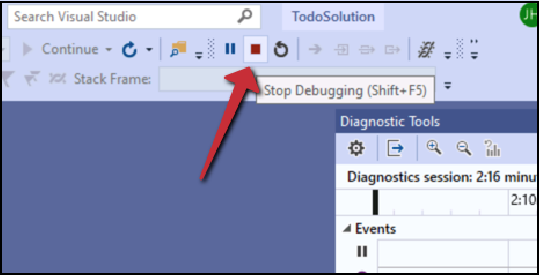 Search Visual Studio
TodoSolution
JH
Continue
Stack Frame:
Stop Debugging (Shift+F5)
Diagnostic Tools
Diagnostics session: 2:16 minu
2:10
Events